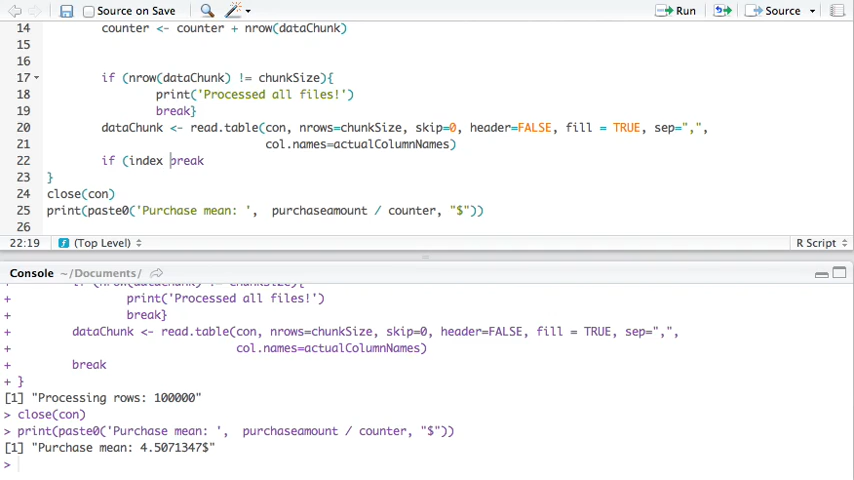 Source on Save Run Source
14 counter <- counter + nrow(dataChunk)
15
16
17 if (nrow(dataChunk) != chunkSize){
18 print('Processed all files!')
19 break}
20 dataChunk <- read.table(con, nrows=chunkSize, skip=0, header=FALSE, fill = TRUE, sep=",",
21 col.names=actualColumnNames)
22 if (index break
23 }
24 close(con)
25 print(paste0('Purchase mean: ',  purchaseamount / counter, "$"))
26
22:19 (Top Level) R Script
Console ~/Documents/
+ if (nrow(dataChunk) != chunkSize){
+ print('Processed all files!')
+ break}
+ dataChunk <- read.table(con, nrows=chunkSize, skip=0, header=FALSE, fill = TRUE, sep=",",
+ col.names=actualColumnNames)
+ break
+ }
[1] "Processing rows: 100000"
> close(con)
> print(paste0('Purchase mean: ',  purchaseamount / counter, "$"))
[1] "Purchase mean: 4.5071347$"
>